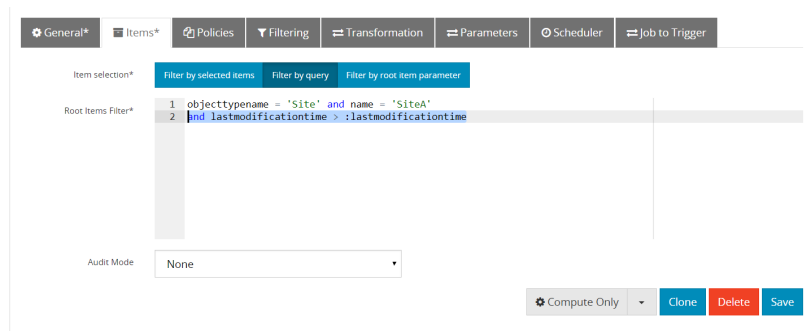 General* Items* Policies Filtering Transformation Parameters Scheduler Job to Trigger
Item selection* Filter by selected items Filter by query Filter by root item parameter
Root Items Filter* 1 objecttypename = 'Site' and name = 'SiteA'
2 and lastmodificationtime > :lastmodificationtime
Audit Mode None
Compute Only Clone Delete Save